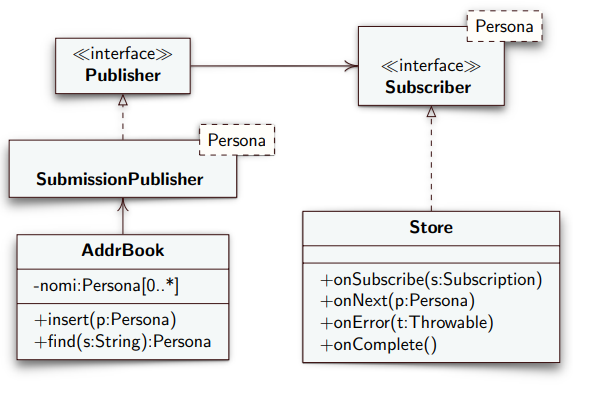 ≪interface≫
Publisher
Persona
≪interface≫
Subscriber
Persona
SubmissionPublisher
AddrBook
-nomi:Persona[0..*]
+insert(p:Persona)
+find(s:String):Persona
Store
+onSubscribe(s:Subscription)
+onNext(p:Persona)
+onError(t:Throwable)
+onComplete()